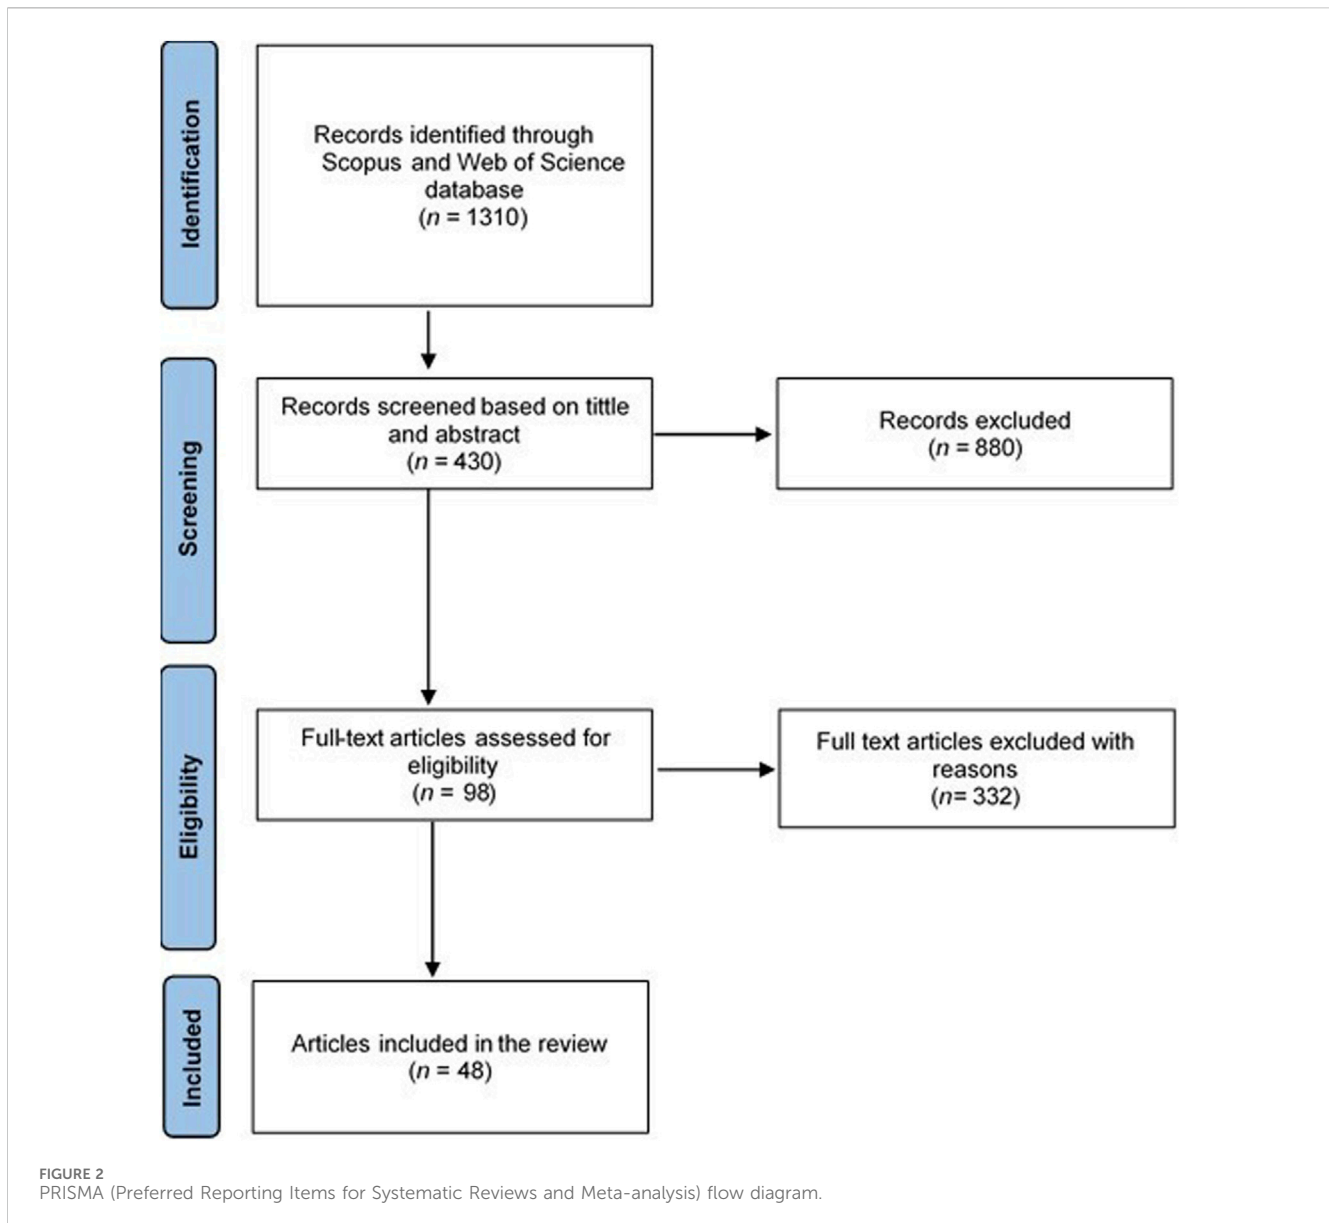 Identification
Records identified through
Scopus and Web of Science
database
(n = 1310)
Screening
Records screened based on tittle
and abstract
(n = 430)
Records excluded
(n = 880)
Eligibility
Full-text articles assessed for
eligibility
(n = 98)
Full text articles excluded with
reasons
(n= 332)
Included
Articles included in the review
(n = 48)
FIGURE 2
PRISMA (Preferred Reporting Items for Systematic Reviews and Meta-analysis) flow diagram.